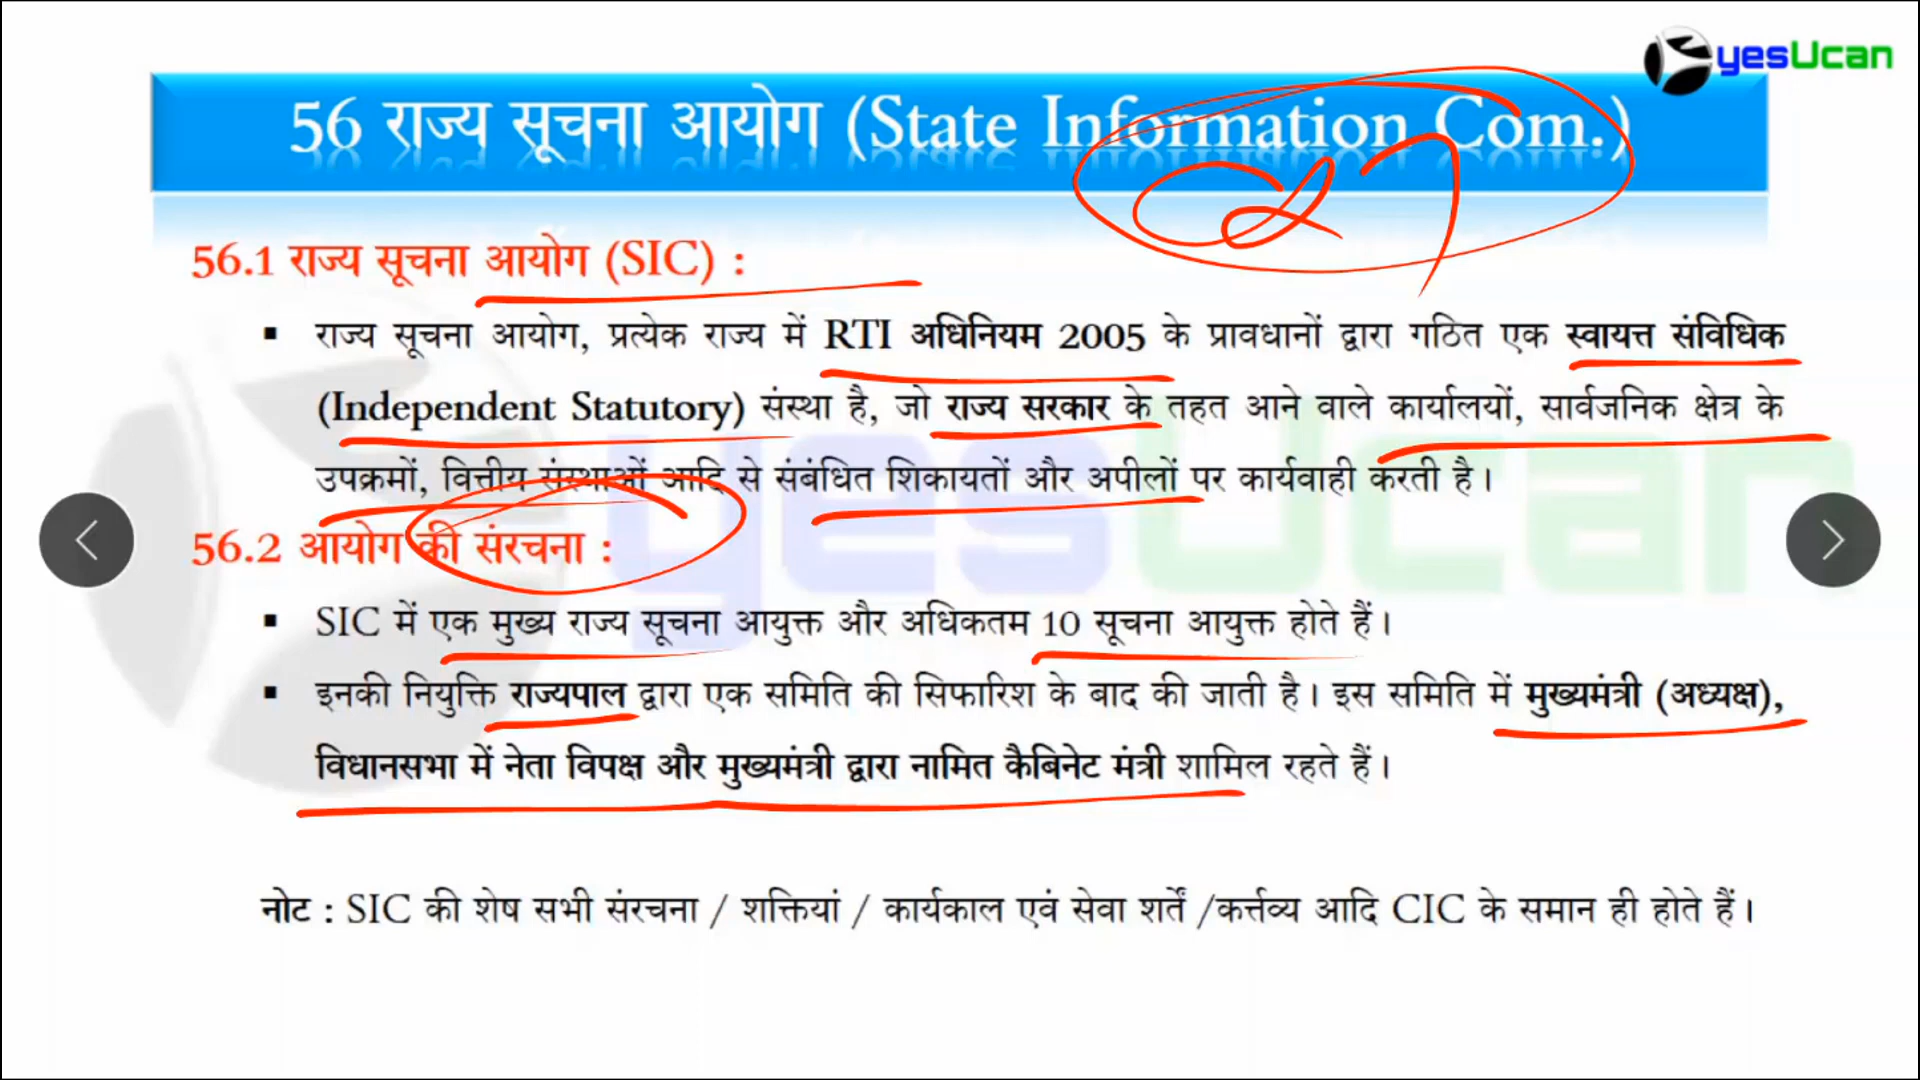 yesUcan
56 राज्य सूचना आयोग (State Information Com.)
56.1 राज्य सूचना आयोग (SIC) :
▪ राज्य सूचना आयोग, प्रत्येक राज्य में RTI अधिनियम 2005 के प्रावधानों द्वारा गठित एक स्वायत्त संविधिक
(Independent Statutory) संस्था है, जो राज्य सरकार के तहत आने वाले कार्यालयों, सार्वजनिक क्षेत्र के
उपक्रमों, वित्तीय संस्थाओं आदि से संबंधित शिकायतों और अपीलों पर कार्यवाही करती है।
56.2 आयोग की संरचना :
▪ SIC में एक मुख्य राज्य सूचना आयुक्त और अधिकतम 10 सूचना आयुक्त होते हैं।
▪ इनकी नियुक्ति राज्यपाल द्वारा एक समिति की सिफारिश के बाद की जाती है। इस समिति में मुख्यमंत्री (अध्यक्ष),
विधानसभा में नेता विपक्ष और मुख्यमंत्री द्वारा नामित कैबिनेट मंत्री शामिल रहते हैं।
नोट : SIC की शेष सभी संरचना / शक्तियां / कार्यकाल एवं सेवा शर्तें /कर्त्तव्य आदि CIC के समान ही होते हैं।